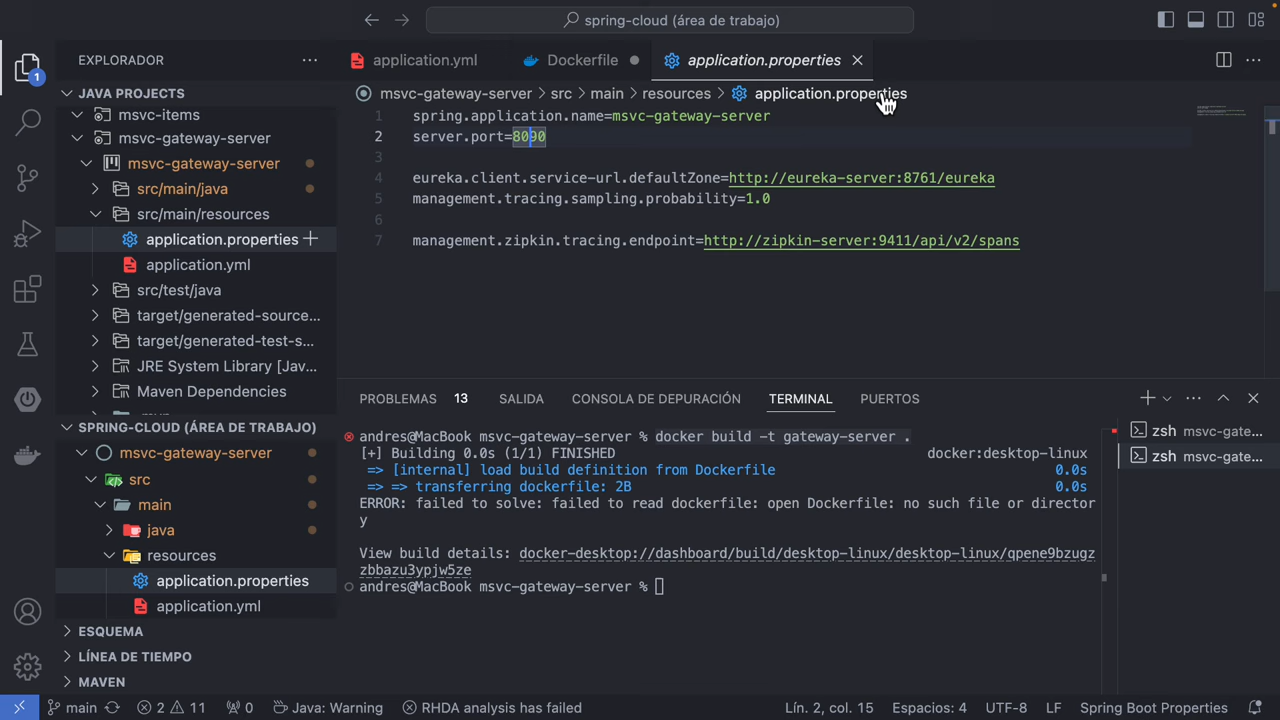 spring-cloud (área de trabajo)
EXPLORADOR
application.yml
Dockerfile
application.properties
JAVA PROJECTS
msvc-gateway-server > src > main > resources > application.properties
msvc-items
msvc-gateway-server
msvc-gateway-server
src/main/java
src/main/resources
application.properties
application.yml
src/test/java
target/generated-source...
target/generated-test-s...
JRE System Library [Jav...
Maven Dependencies
1 spring.application.name=msvc-gateway-server
2 server.port=8090
3
4 eureka.client.service-url.defaultZone=http://eureka-server:8761/eureka
5 management.tracing.sampling.probability=1.0
6
7 management.zipkin.tracing.endpoint=http://zipkin-server:9411/api/v2/spans
SPRING-CLOUD (ÁREA DE TRABAJO)
msvc-gateway-server
src
main
java
resources
application.properties
application.yml
ESQUEMA
LÍNEA DE TIEMPO
MAVEN
1
PROBLEMAS 13 SALIDA CONSOLA DE DEPURACIÓN TERMINAL PUERTOS
andres@MacBook msvc-gateway-server % docker build -t gateway-server .
[+] Building 0.0s (1/1) FINISHED docker:desktop-linux
=> [internal] load build definition from Dockerfile 0.0s
=> => transferring dockerfile: 2B 0.0s
ERROR: failed to solve: failed to read dockerfile: open Dockerfile: no such file or director
y
View build details: docker-desktop://dashboard/build/desktop-linux/desktop-linux/qpene9bzugz
zbbazu3ypjw5ze
andres@MacBook msvc-gateway-server %
zsh msvc-gate...
zsh msvc-gate...
main 2 11 0 Java: Warning RHDA analysis has failed Lín. 2, col. 15 Espacios: 4 UTF-8 LF Spring Boot Properties